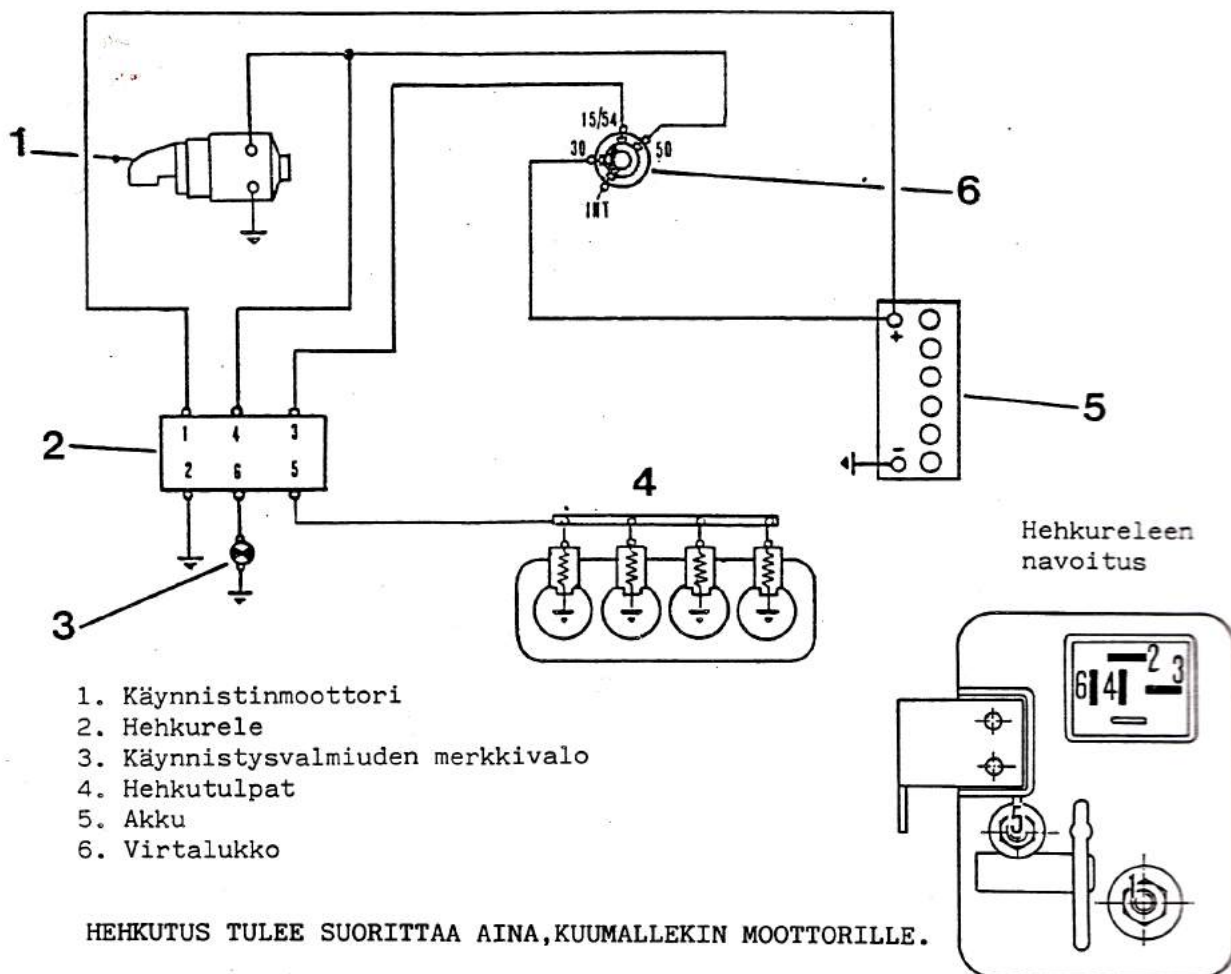 1
15/54
30
50
INT
6
+
-
5
2
1 4 3
2 6 5
3
4
Hehkureleen
navoitus
1. Käynnistinmoottori
2. Hehkurele
3. Käynnistysvalmiuden merkkivalo
4. Hehkutulpat
5. Akku
6. Virtalukko
2
6 4 3
5
1
HEHKUTUS TULEE SUORITTAA AINA,KUUMALLEKIN MOOTTORILLE.